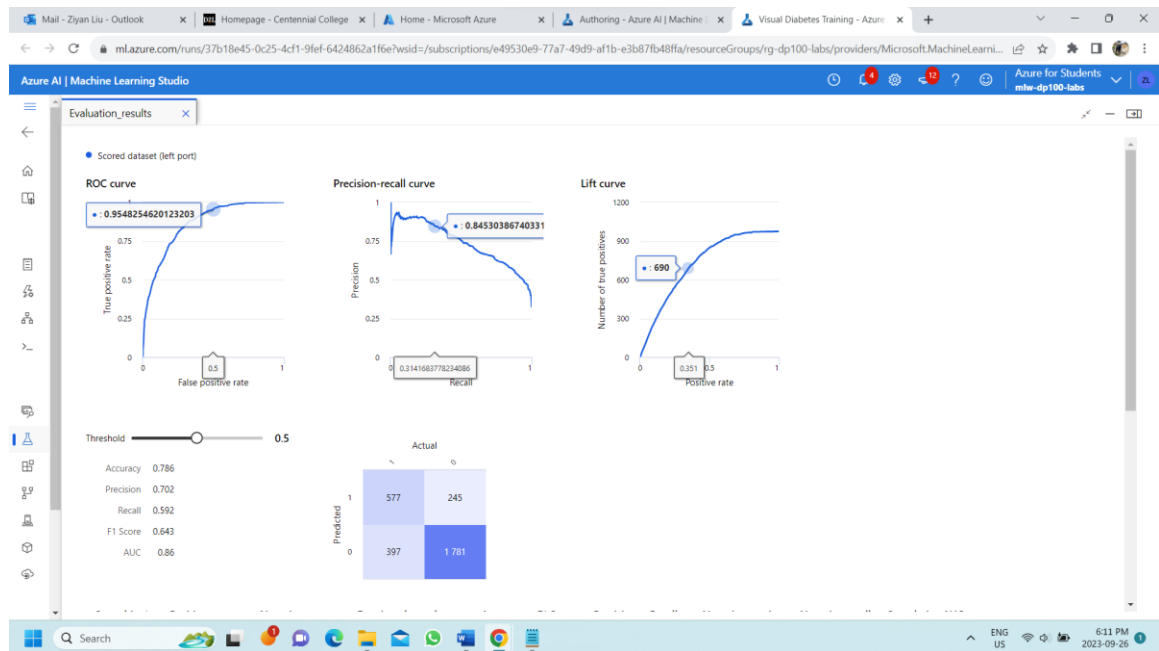 Mail - Ziyan Liu - Outlook
D2L Homepage - Centennial College
Home - Microsoft Azure
Authoring - Azure AI | Machine
Visual Diabetes Training - Azure
ml.azure.com/runs/37b18e45-0c25-4cf1-9fef-6424862a1f6e?wsid=/subscriptions/e49530e9-77a7-49d9-af1b-e3b87fb48ffa/resourceGroups/rg-dp100-labs/providers/Microsoft.MachineLearni...
Azure AI | Machine Learning Studio
4
12
?
Azure for Students
mlw-dp100-labs
ZL
Evaluation_results
Scored dataset (left port)
ROC curve
: 0.9548254620123203
0.75
0.5
0.25
0
True positive rate
0
0.5
1
False positive rate
Precision-recall curve
1
: 0.84530386740331
0.75
0.5
0.25
0
Precision
0
0.3141683778234086
1
Recall
Lift curve
1200
900
: 690
600
300
0
Number of true positives
0
0.351
0.5
1
Positive rate
Threshold
0.5
Accuracy 0.786
Precision 0.702
Recall 0.592
F1 Score 0.643
AUC 0.86
Actual
1 0
Predicted
1 577 245
0 397 1 781
Search
1
ENG
US
6:11 PM
2023-09-26
1